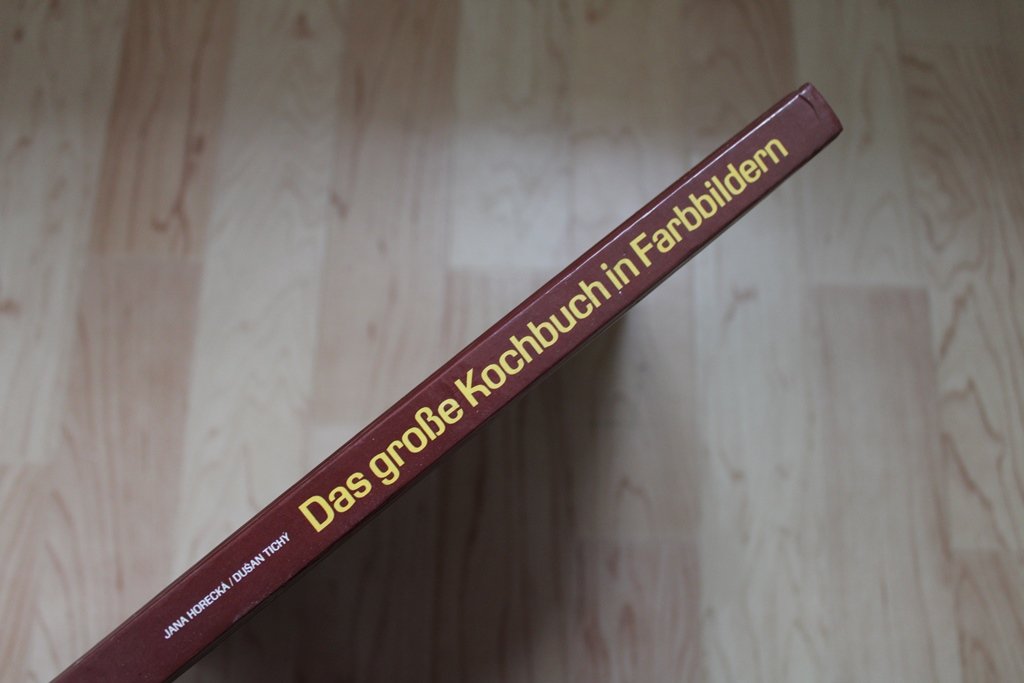 JANA HORECKÁ / DUŠAN TICHY Das große Kochbuch in Farbbildern